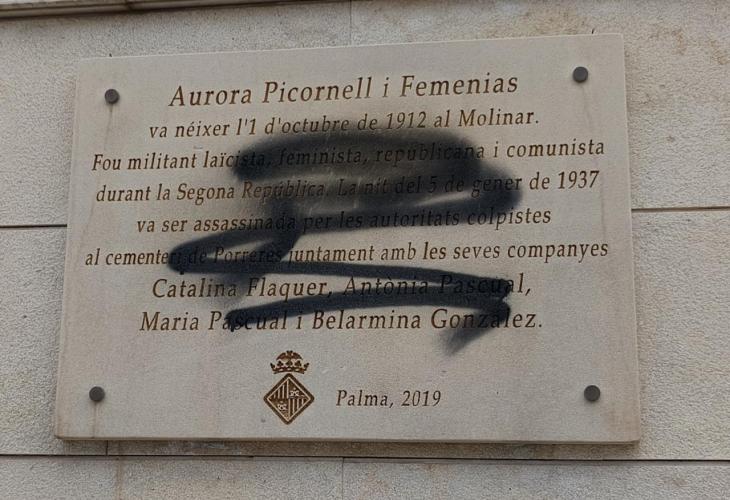 Aurora Picornell i Femenias
va néixer l'1 d'octubre de 1912 al Molinar.
Fou militant laïcista, feminista, republicana i comunista
durant la Segona República. La nit del 5 de gener de 1937
va ser assassinada per les autoritats colpistes
al cementeri de Porreres juntament amb les seves companyes
Catalina Flaquer, Antònia Pascual,
Maria Pascual i Belarmina González.
Palma, 2019